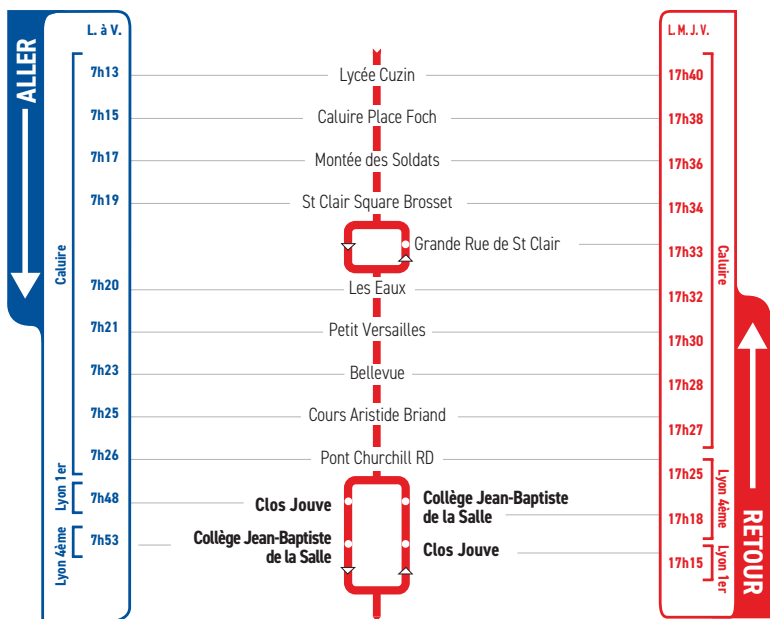 ALLER
L. à V.
L. M. J. V.
7h13
Lycée Cuzin
17h40
7h15
Caluire Place Foch
17h38
7h17
Montée des Soldats
17h36
7h19
St Clair Square Brosset
17h34
Grande Rue de St Clair
17h33
Caluire
Caluire
7h20
Les Eaux
17h32
7h21
Petit Versailles
17h30
7h23
Bellevue
17h28
7h25
Cours Aristide Briand
17h27
7h26
Pont Churchill RD
17h25
Lyon 1er
7h48
Clos Jouve
Collège Jean-Baptiste
de la Salle
17h18
Lyon 4ème
Lyon 4ème
7h53
Collège Jean-Baptiste
de la Salle
Clos Jouve
17h15
Lyon 1er
RETOUR